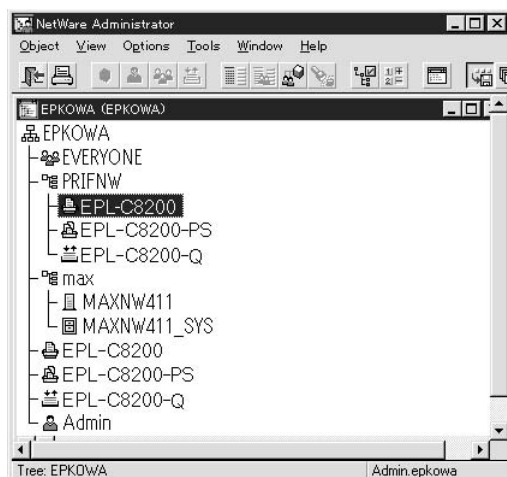 NetWare Administrator
Object View Options Tools Window Help
EPKOWA (EPKOWA)
EPKOWA
EVERYONE
PRIFNW
EPL-C8200
EPL-C8200-PS
EPL-C8200-Q
max
MAXNW411
MAXNW411_SYS
EPL-C8200
EPL-C8200-PS
EPL-C8200-Q
Admin
Tree: EPKOWA Admin.epkowa